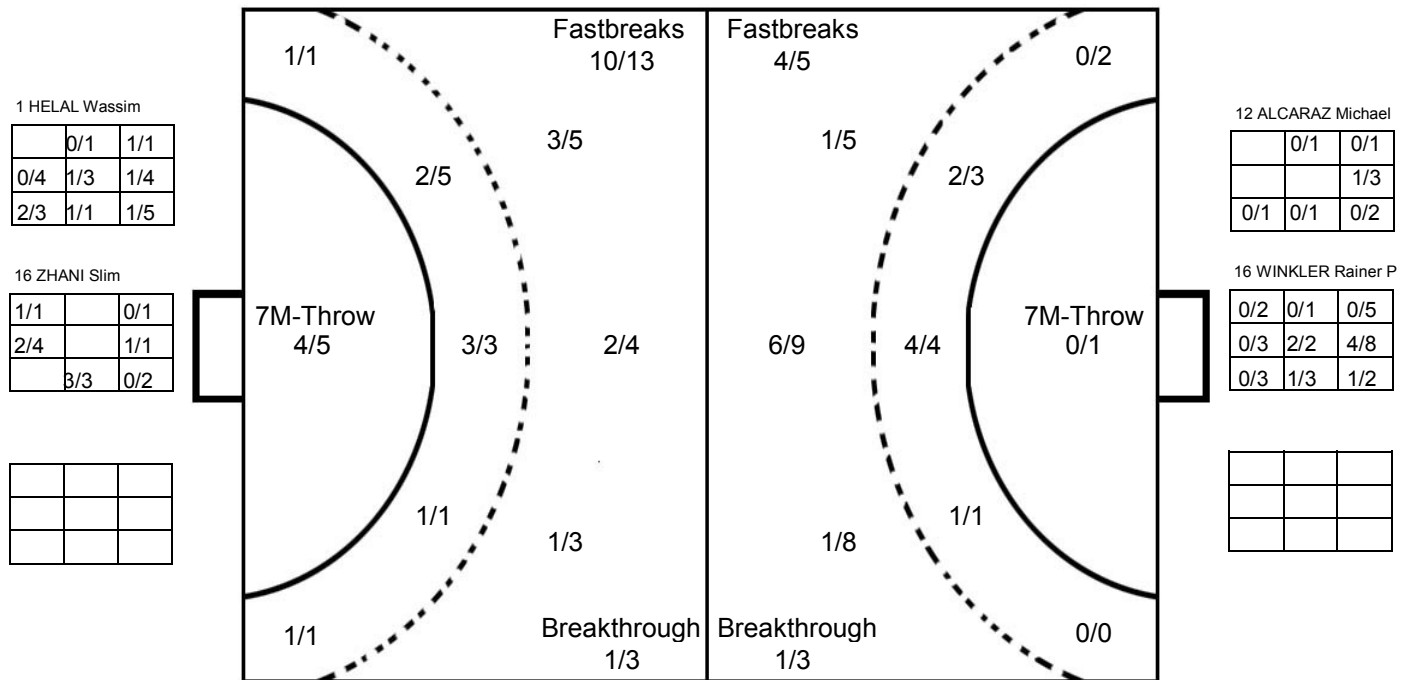 Fastbreaks Fastbreaks
10/13 4/5
1/1 0/2
1 HELAL Wassim
0/1 1/1
0/4 1/3 1/4
2/3 1/1 1/5
12 ALCARAZ Michael
0/1 0/1
1/3
0/1 0/1 0/2
3/5 1/5
2/5 2/3
16 ZHANI Slim
1/1 0/1
2/4 1/1
3/3 0/2
16 WINKLER Rainer P
0/2 0/1 0/5
0/3 2/2 4/8
0/3 1/3 1/2
7M-Throw 7M-Throw
4/5 3/3 2/4 6/9 4/4 0/1
1/1 1/1
1/3 1/8
1/1 0/0
Breakthrough Breakthrough
1/3 1/3